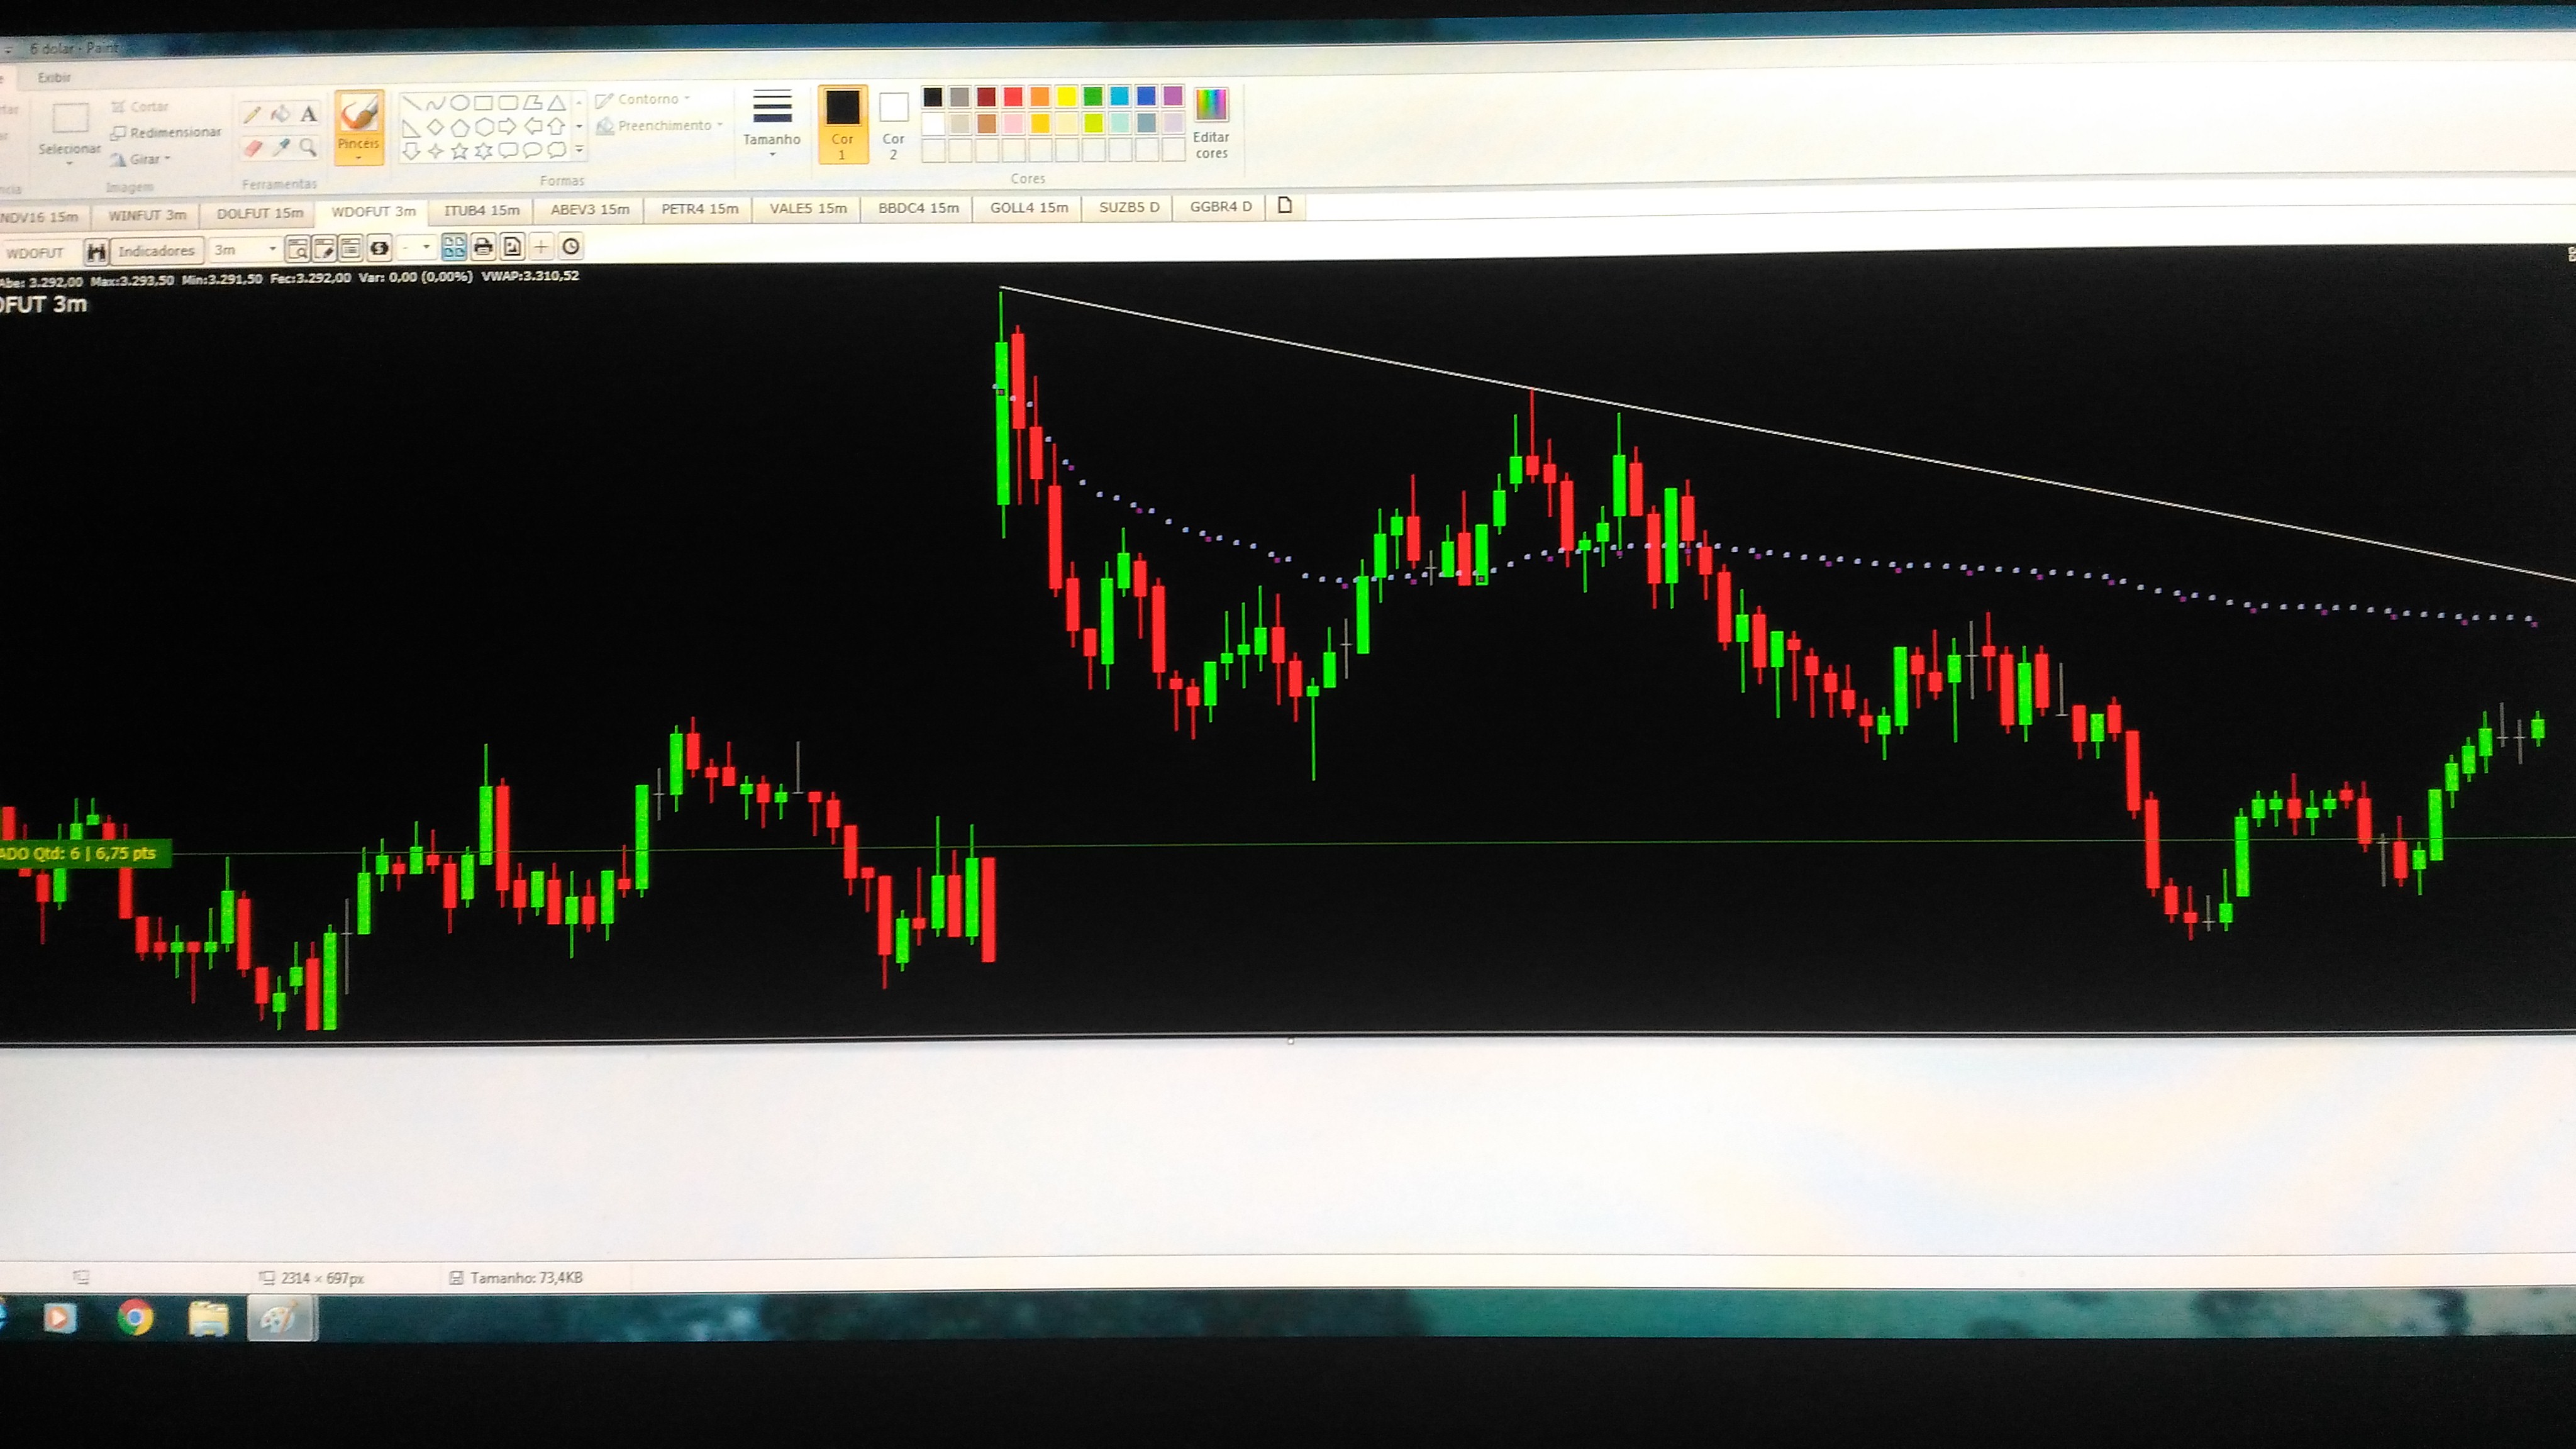 6 dolar - Paint
Exibir
Cortar
Redimensionar
Girar
Selecionar
Imagem
A
Ferramentas
Pincéis
Contorno
Preenchimento
Formas
Tamanho
Cor 1
Cor 2
Editar cores
Cores
NDV16 15m WINFUT 3m DOLFUT 15m WDOFUT 3m ITUB4 15m ABEV3 15m PETR4 15m VALE5 15m BBDC4 15m GOLL4 15m SUZB5 D GGBR4 D
WDOFUT Indicadores 3m
Abe: 3.292,00 Max:3.293,50 Min:3.291,50 Fec:3.292,00 Var: 0,00 (0,00%) VWAP:3.310,52
OFUT 3m
ADO Qtd: 6 | 6,75 pts
2314 × 697px
Tamanho: 73,4KB